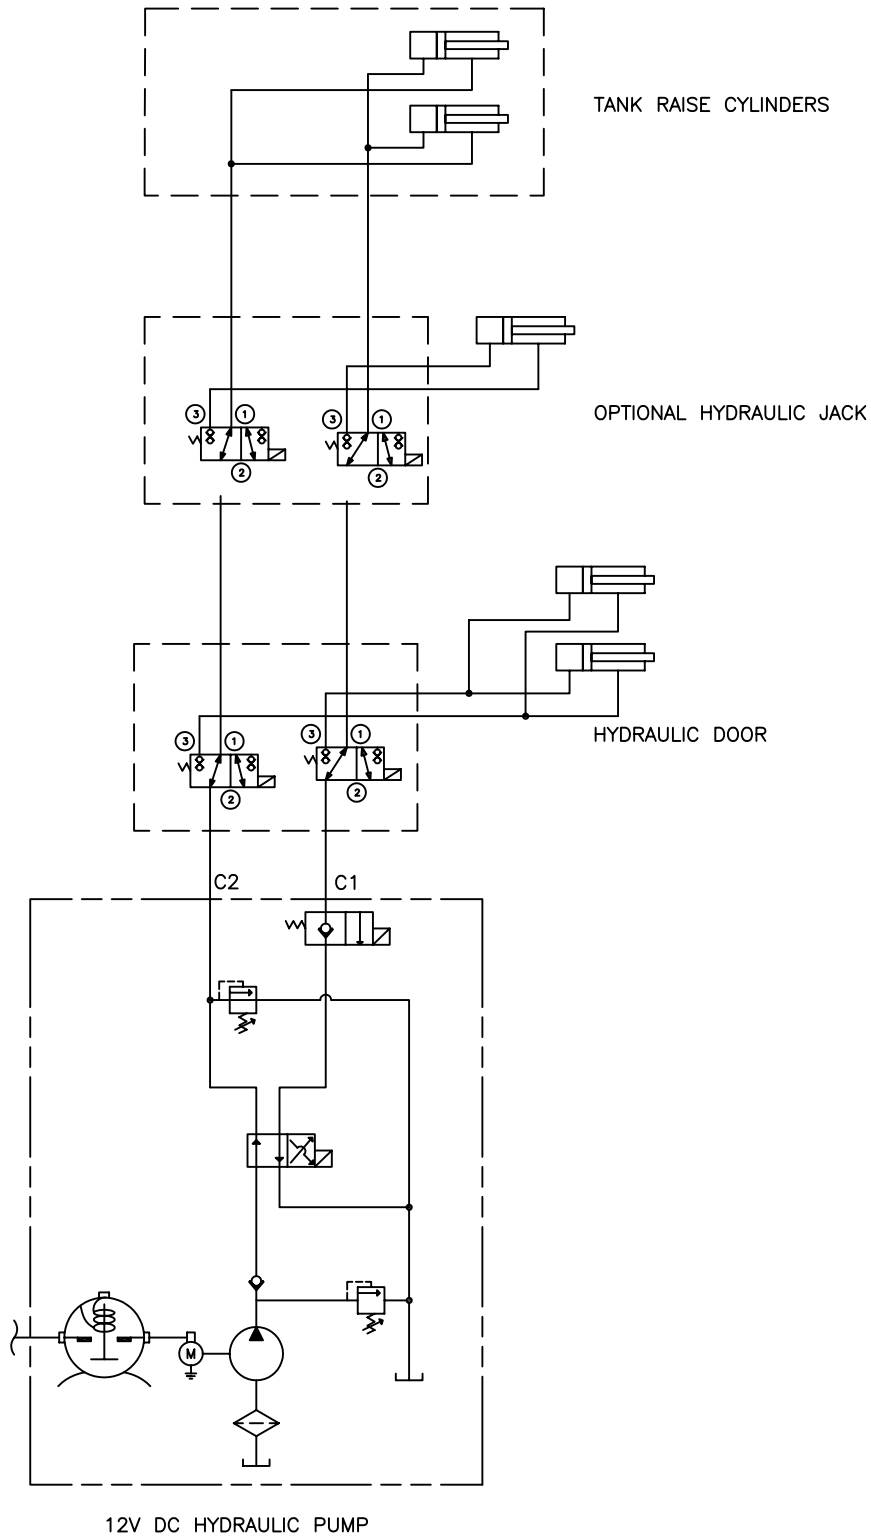 TANK RAISE CYLINDERS
3 1 3 1
OPTIONAL HYDRAULIC JACK
2 2
3 1 3 1
HYDRAULIC DOOR
2 2
C2 C1
M
12V DC HYDRAULIC PUMP